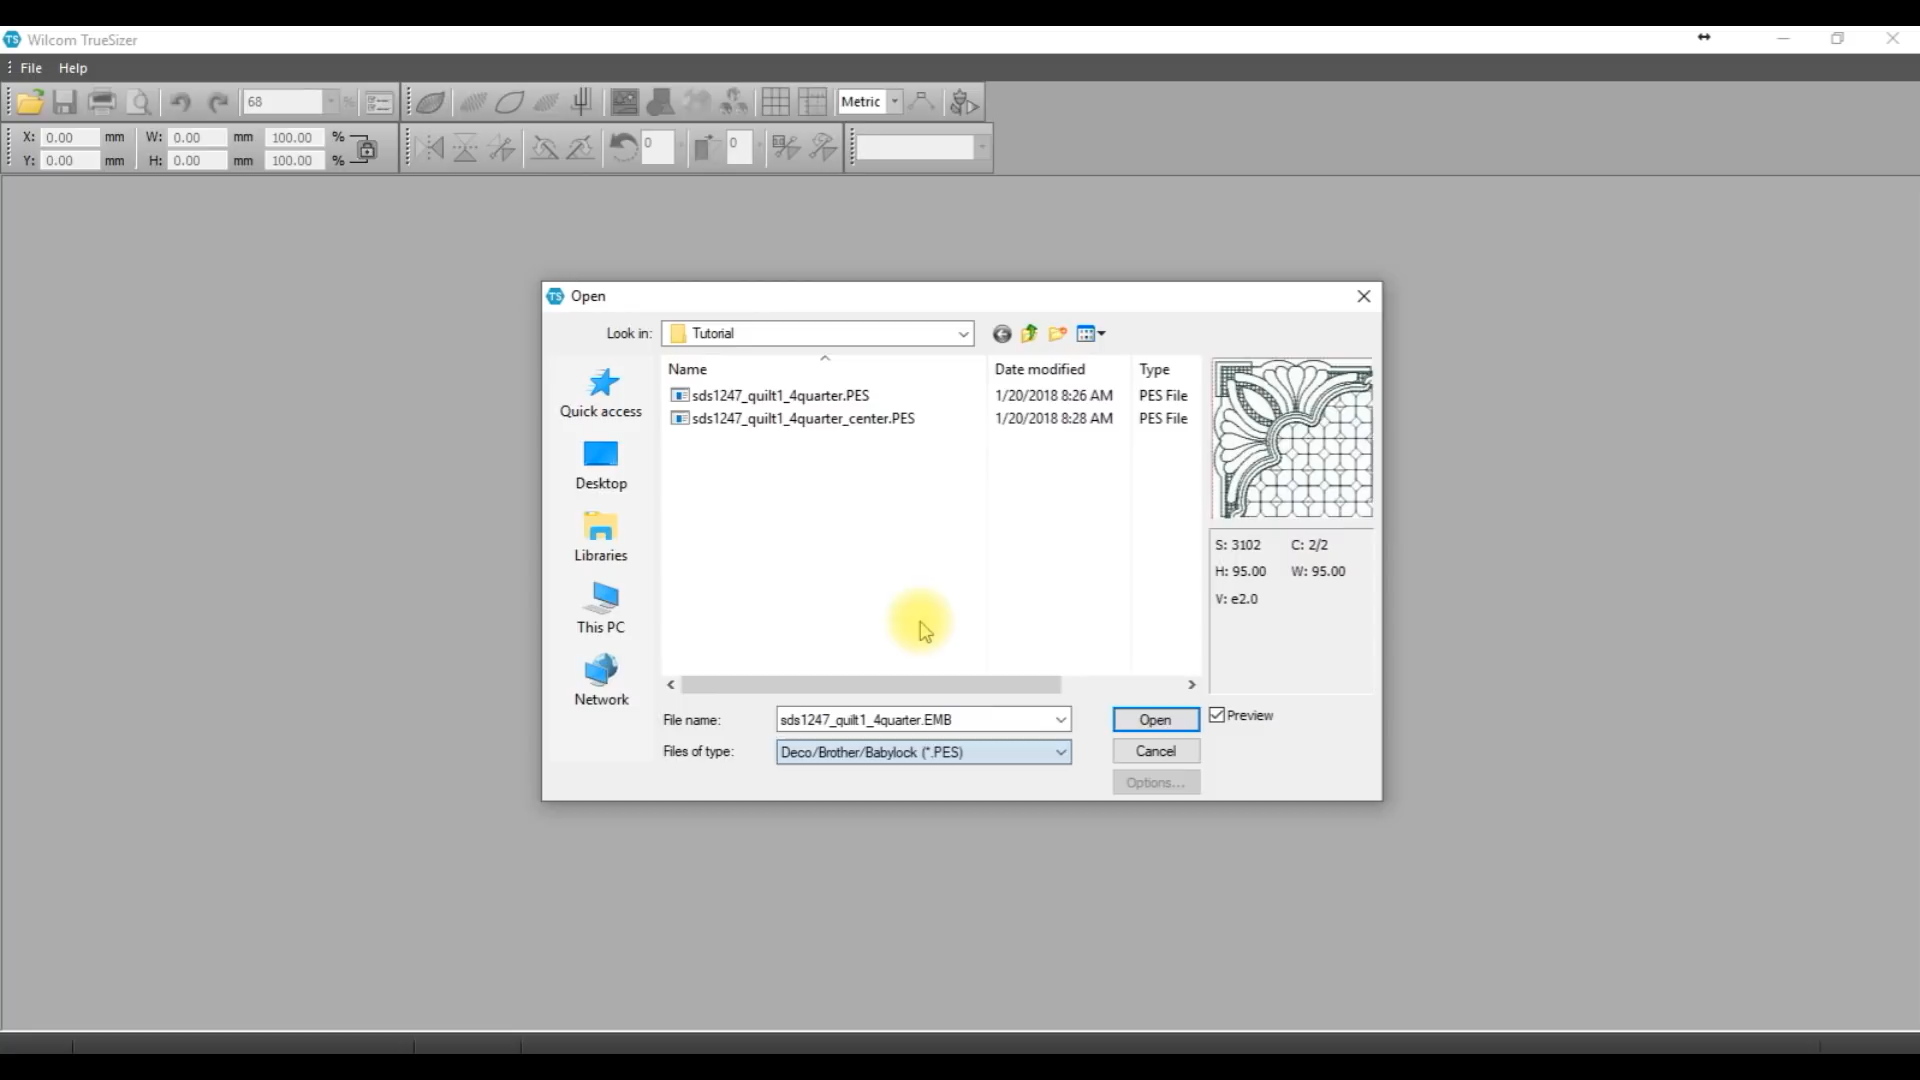 TS Wilcom TrueSizer
File Help
68 % Metric
X: 0.00 mm W: 0.00 mm 100.00 % 0 0
Y: 0.00 mm H: 0.00 mm 100.00 %
TS Open
Look in: Tutorial
Name Date modified Type
sds1247_quilt1_4quarter.PES 1/20/2018 8:26 AM PES File
sds1247_quilt1_4quarter_center.PES 1/20/2018 8:28 AM PES File
Quick access
Desktop
Libraries
This PC
Network
S: 3102 C: 2/2
H: 95.00 W: 95.00
V: e2.0
File name: sds1247_quilt1_4quarter.EMB Open Preview
Files of type: Deco/Brother/Babylock (*.PES) Cancel
Options...